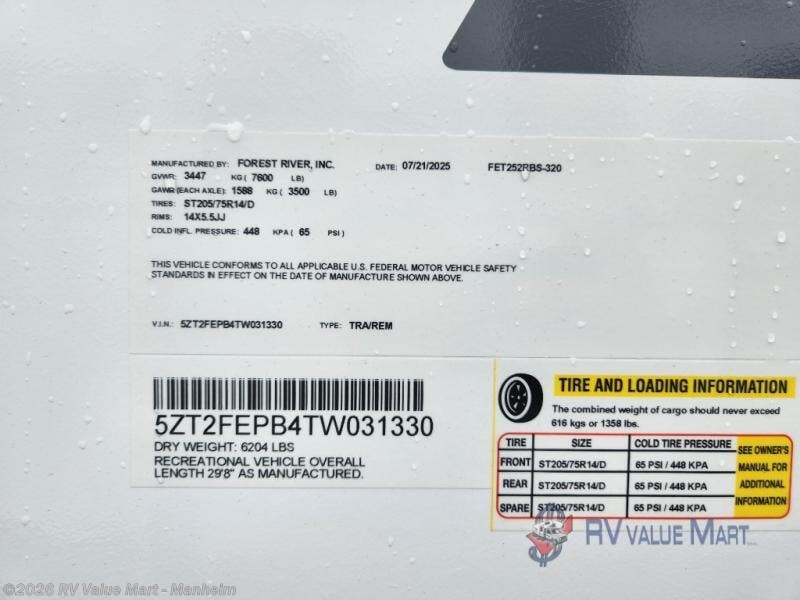 MANUFACTURED BY: FOREST RIVER, INC. DATE: 07/21/2025 FET252RBS-320
GVWR: 3447 KG ( 7600 LB)
GAWR (EACH AXLE): 1588 KG ( 3500 LB)
TIRES: ST205/75R14/D
RIMS: 14X5.5JJ
COLD INFL. PRESSURE: 448 KPA ( 65 PSI )
THIS VEHICLE CONFORMS TO ALL APPLICABLE U.S. FEDERAL MOTOR VEHICLE SAFETY
STANDARDS IN EFFECT ON THE DATE OF MANUFACTURE SHOWN ABOVE.
V.I.N.: 5ZT2FEPB4TW031330 TYPE: TRA/REM
5ZT2FEPB4TW031330
DRY WEIGHT: 6204 LBS
RECREATIONAL VEHICLE OVERALL
LENGTH 29'8" AS MANUFACTURED.
TIRE AND LOADING INFORMATION
The combined weight of cargo should never exceed
616 kgs or 1358 lbs.
TIRE SIZE COLD TIRE PRESSURE
FRONT ST205/75R14/D 65 PSI / 448 KPA
REAR ST205/75R14/D 65 PSI / 448 KPA
SPARE ST205/75R14/D 65 PSI / 448 KPA
SEE OWNER'S
MANUAL FOR
ADDITIONAL
INFORMATION
RV VALUE MART
©2026 RV Value Mart - Manheim